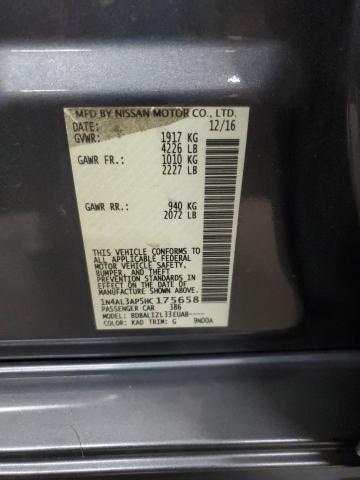 MFD BY NISSAN MOTOR CO., LTD.
DATE: 12/16
GVWR: 1917 KG
4226 LB
GAWR FR.: 1010 KG
2227 LB
GAWR RR.: 940 KG
2072 LB
THIS VEHICLE CONFORMS TO
ALL APPLICABLE FEDERAL
MOTOR VEHICLE SAFETY,
BUMPER, AND THEFT
PREVENTION STANDARDS IN
EFFECT ON THE DATE OF
MANUFACTURE SHOWN ABOVE.
1N4AL3AP5HC175658
PASSENGER CAR 386
MODEL: BDBALIZL33EUAB----
COLOR: KAD TRIM: G 9N00A